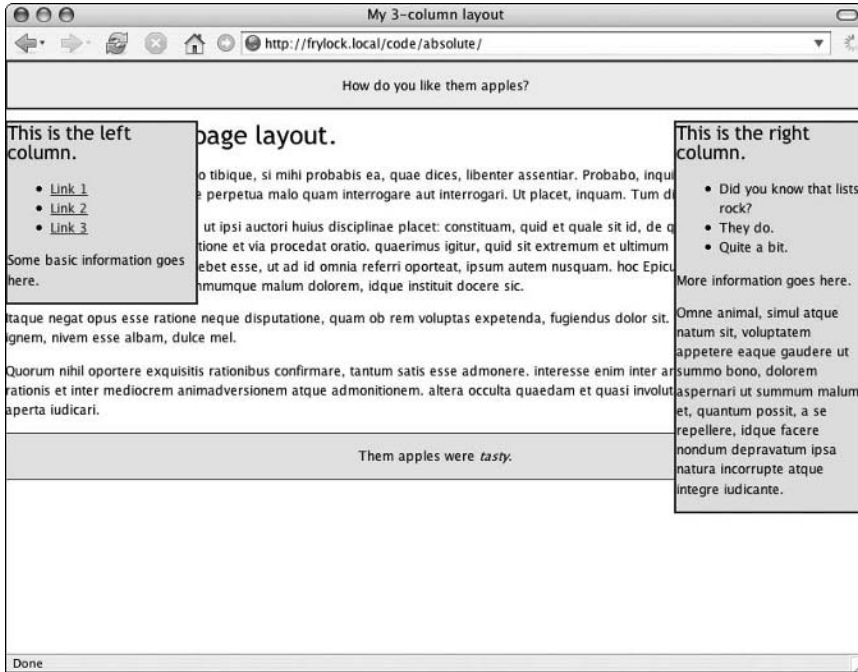 My 3-column layout
http://frylock.local/code/absolute/
How do you like them apples?
This is the left
column.
Link 1
Link 2
Link 3
Some basic information goes
here.
page layout.
o tibique, si mihi probabis ea, quae dices, libenter assentiar. Probabo, inqui
perpetua malo quam interrogare aut interrogari. Ut placet, inquam. Tum di
ut ipsi auctori huius disciplinae placet: constituam, quid et quale sit id, de q
tione et via procedat oratio. quaerimus igitur, quid sit extremum et ultimum
ebet esse, ut ad id omnia referri oporteat, ipsum autem nusquam. hoc Epicu
mmumque malum dolorem, idque instituit docere sic.
Itaque negat opus esse ratione neque disputatione, quam ob rem voluptas expetenda, fugiendus dolor sit.
ignem, nivem esse albam, dulce mel.
Quorum nihil oportere exquisitis rationibus confirmare, tantum satis esse admonere. interesse enim inter ar
rationis et inter mediocrem animadversionem atque admonitionem. altera occulta quaedam et quasi involut
aperta iudicari.
This is the right
column.
Did you know that lists
rock?
They do.
Quite a bit.
More information goes here.
Omne animal, simul atque
natum sit, voluptatem
appetere eaque gaudere ut
summo bono, dolorem
aspernari ut summum malum
et, quantum possit, a se
repellere, idque facere
nondum depravatum ipsa
natura incorrupte atque
integre iudicante.
Them apples were tasty.
Done